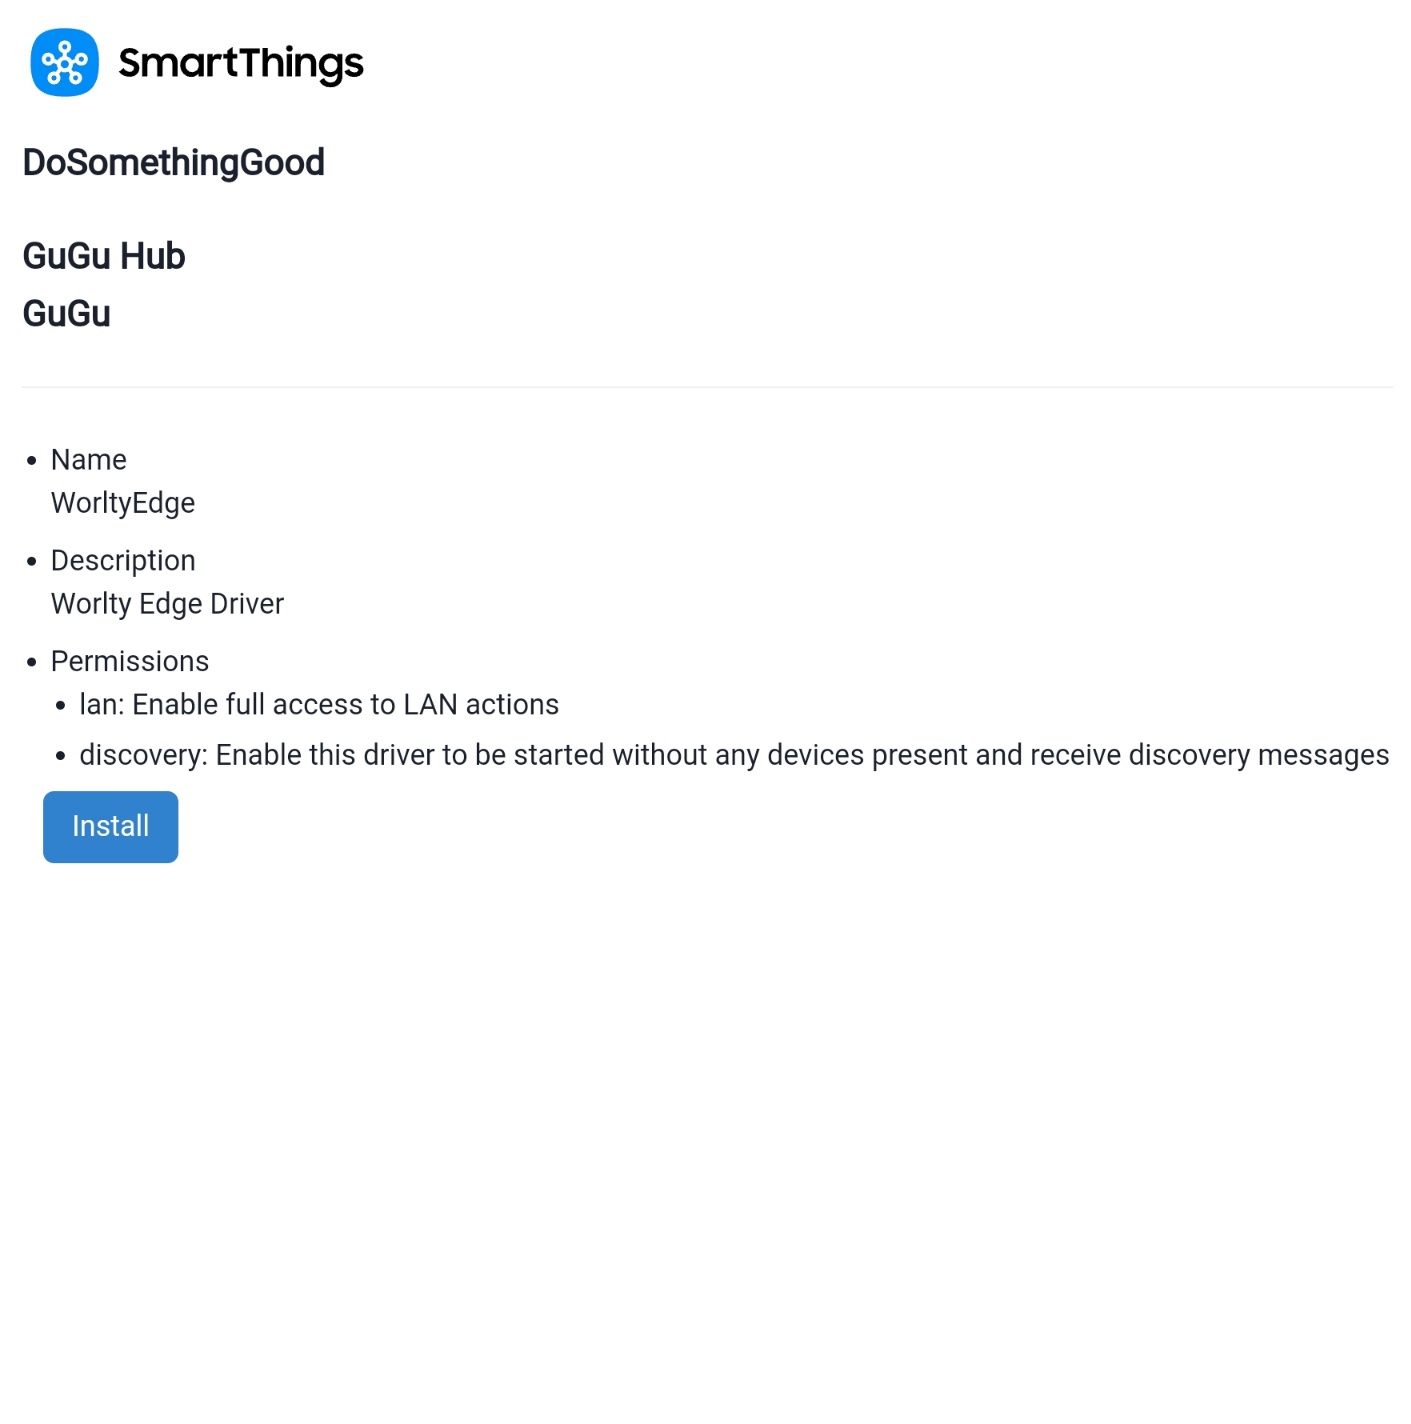 SmartThings
DoSomethingGood
GuGu Hub
GuGu
Name
WorltyEdge
Description
Worlty Edge Driver
Permissions
lan: Enable full access to LAN actions
discovery: Enable this driver to be started without any devices present and receive discovery messages
Install